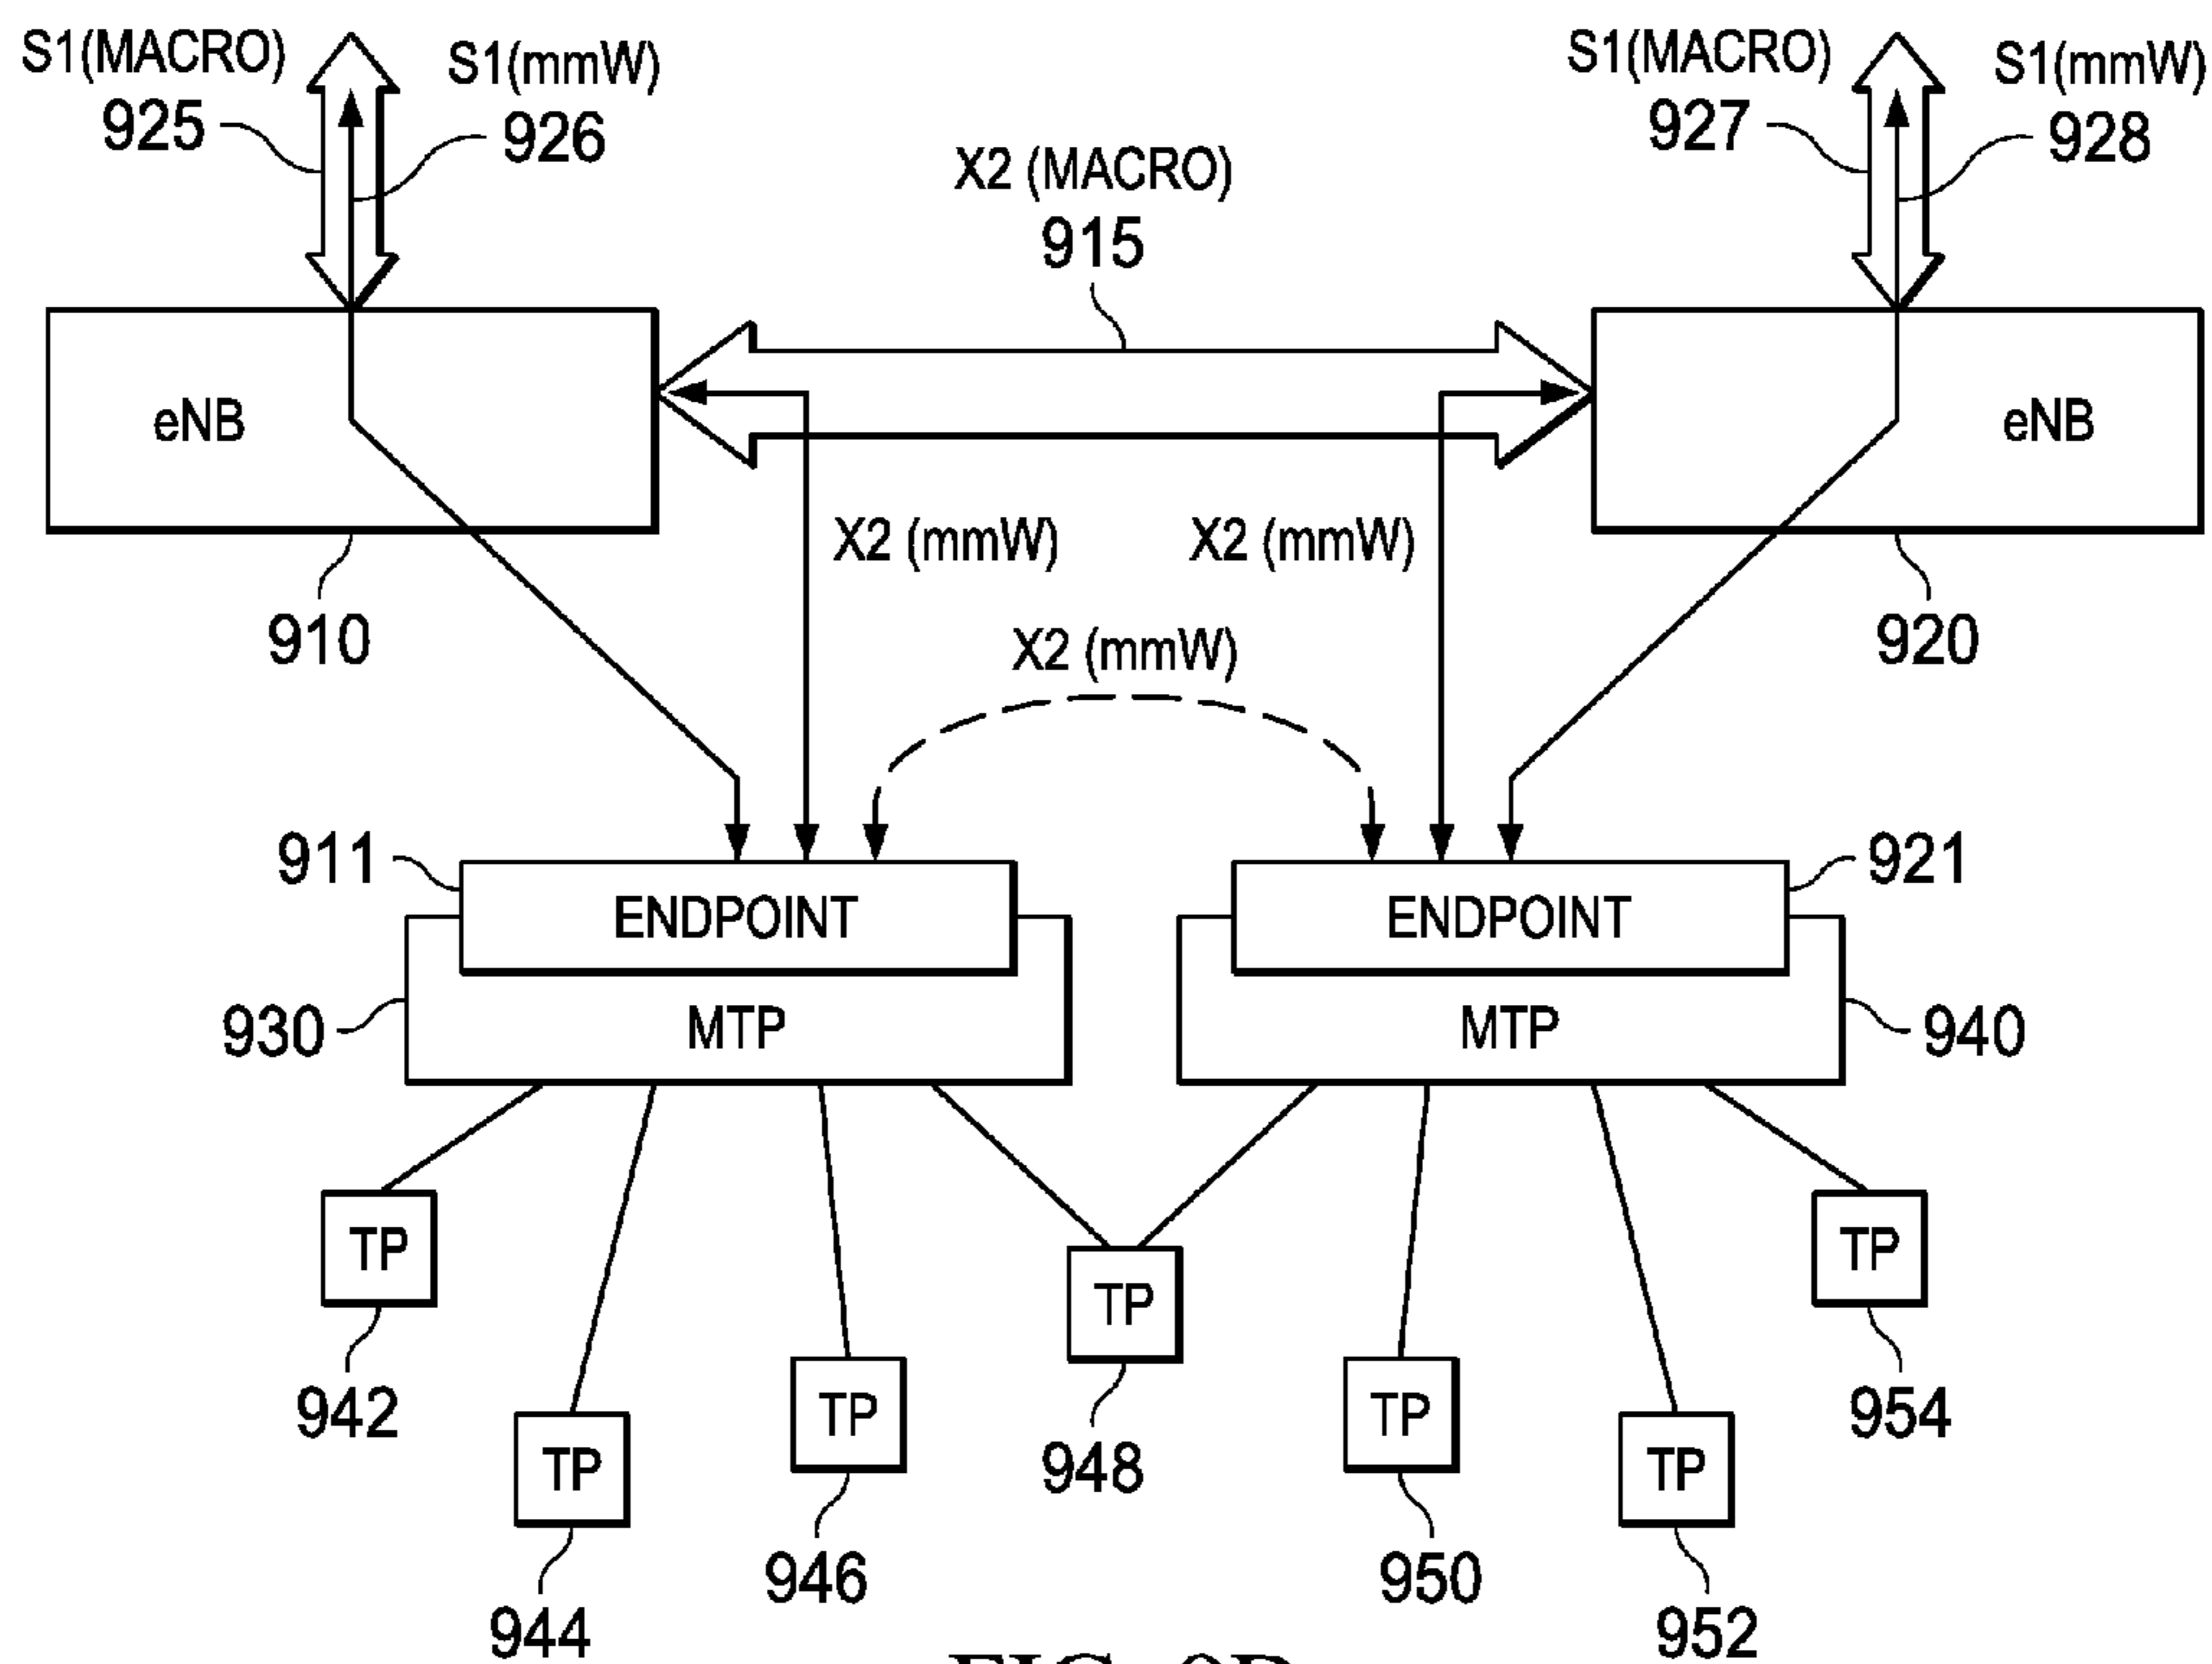 S1(MACRO)
925
S1(mmW)
926
X2 (MACRO)
915
S1(MACRO)
927
S1(mmW)
928
eNB
910
eNB
920
X2 (mmW)
X2 (mmW)
X2 (mmW)
911
ENDPOINT
ENDPOINT
921
930
MTP
MTP
940
TP
942
TP
944
TP
946
TP
948
TP
950
TP
952
TP
954